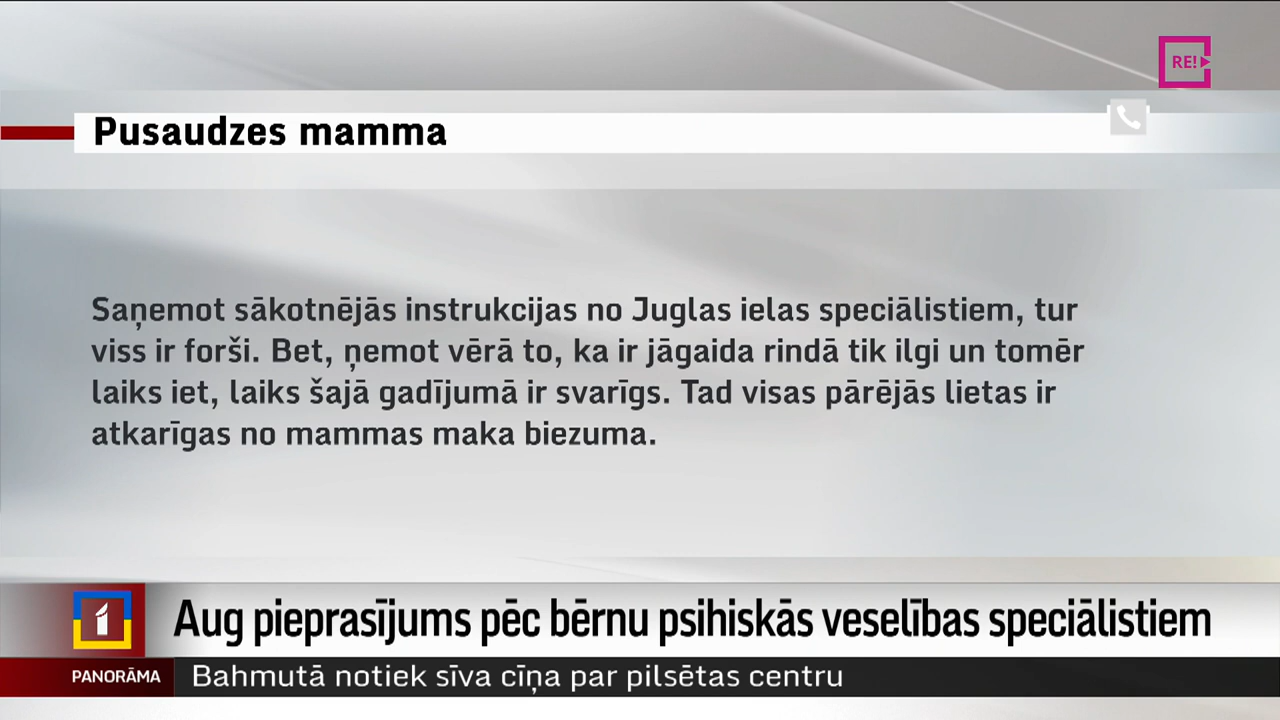 RE!
Pusaudzes mamma
Saņemot sākotnējās instrukcijas no Juglas ielas speciālistiem, tur
viss ir forši. Bet, ņemot vērā to, ka ir jāgaida rindā tik ilgi un tomēr
laiks iet, laiks šajā gadījumā ir svarīgs. Tad visas pārējās lietas ir
atkarīgas no mammas maka biezuma.
1 Aug pieprasījums pēc bērnu psihiskās veselības speciālistiem
PANORĀMA Bahmutā notiek sīva cīņa par pilsētas centru